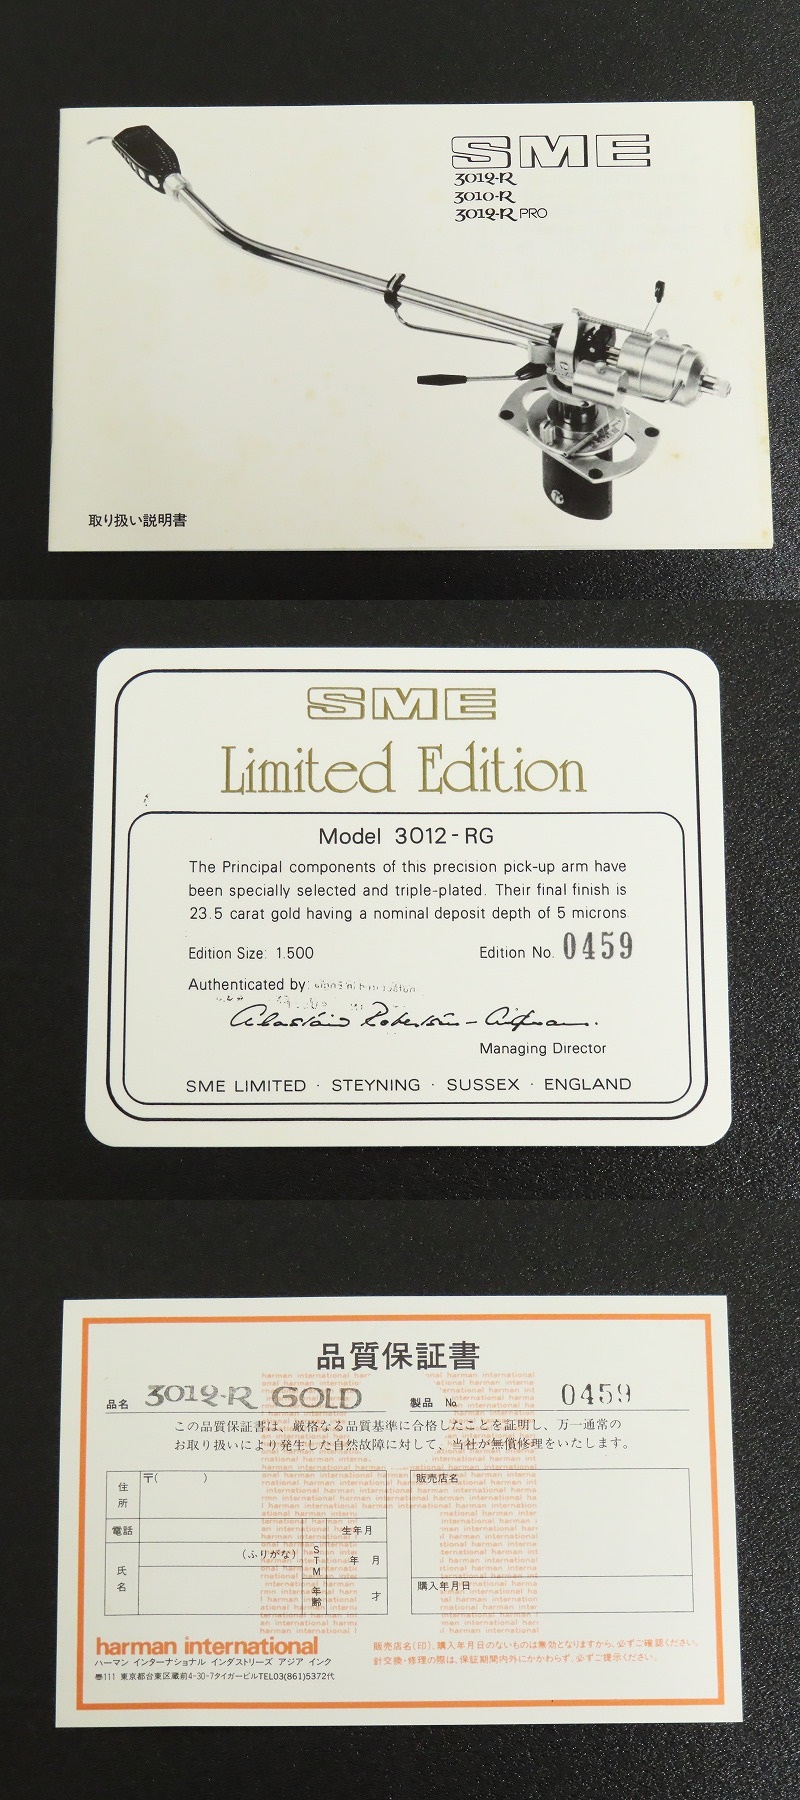 SME
3012-R
3010-R
3012-R PRO
取り扱い説明書
SME
Limited Edition
Model 3012 - RG
The Principal components of this precision pick-up arm have
been specially selected and triple-plated. Their final finish is
23.5 carat gold having a nominal deposit depth of 5 microns
Edition Size: 1.500
Edition No. 0459
Authenticated by:
Alastair Robertson-Aikman.
Managing Director
SME LIMITED · STEYNING · SUSSEX · ENGLAND
品質保証書
品名 3012-R GOLD 製品 No. 0459
この品質保証書は、厳格なる品質基準に合格したことを証明し、万一通常の
お取り扱いにより発生した自然故障に対して、当社が無償修理をいたします。
住所 〒( )
電話
生年月
氏名 (ふりがな)
STM 年 月
年齢 才
販売店名
購入年月日
harman international
ハーマン インターナショナル インダストリーズ アジア インク
〒111 東京都台東区蔵前4-30-7タイガービルTEL03(861)5372代
販売店名(印)、購入年月日のないものは無効となりますから、必ずご確認ください。
針交換・修理の際は、保証期間内外にかかわらず、必ずご提示ください。